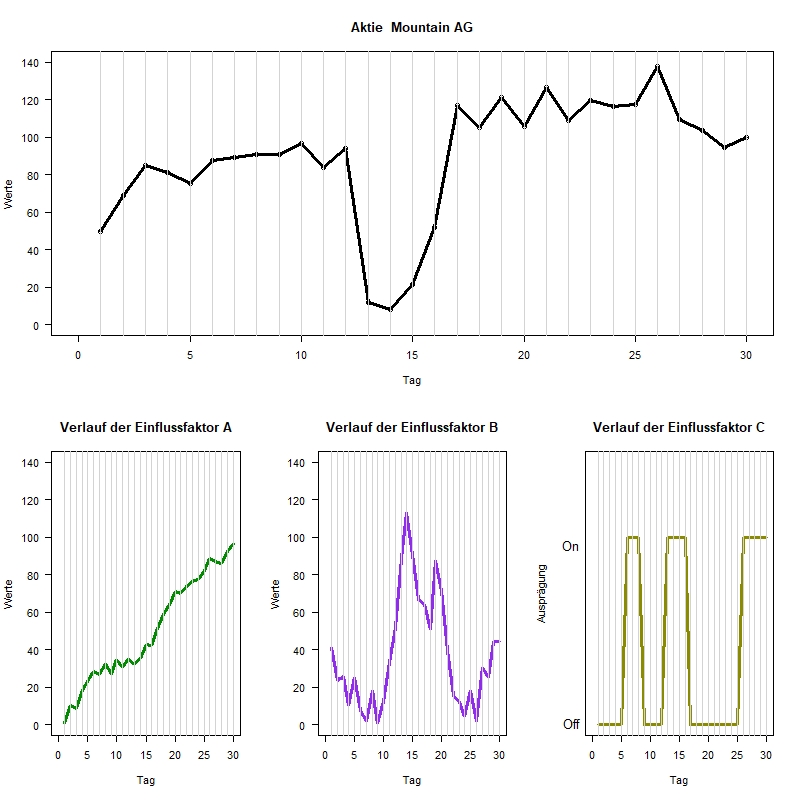 Aktie  Mountain AG
Werte
140
120
100
80
60
40
20
0
0 5 10 15 20 25 30
Tag
Verlauf der Einflussfaktor A
Werte
140
120
100
80
60
40
20
0
0 5 10 15 20 25 30
Tag
Verlauf der Einflussfaktor B
Werte
140
120
100
80
60
40
20
0
0 5 10 15 20 25 30
Tag
Verlauf der Einflussfaktor C
Ausprägung
On
Off
0 5 10 15 20 25 30
Tag